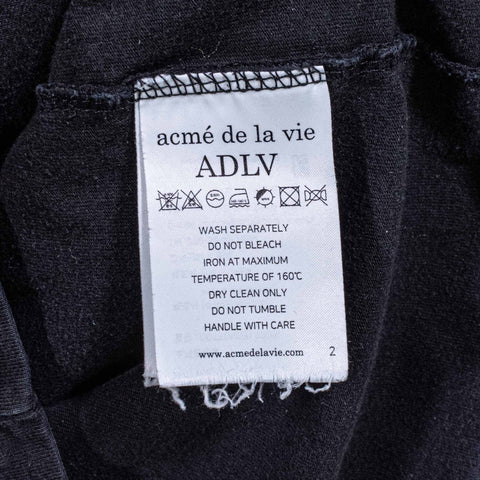 acmé de la vie
ADLV
WASH SEPARATELY
DO NOT BLEACH
IRON AT MAXIMUM
TEMPERATURE OF 160℃
DRY CLEAN ONLY
DO NOT TUMBLE
HANDLE WITH CARE
www.acmedelavie.com 2